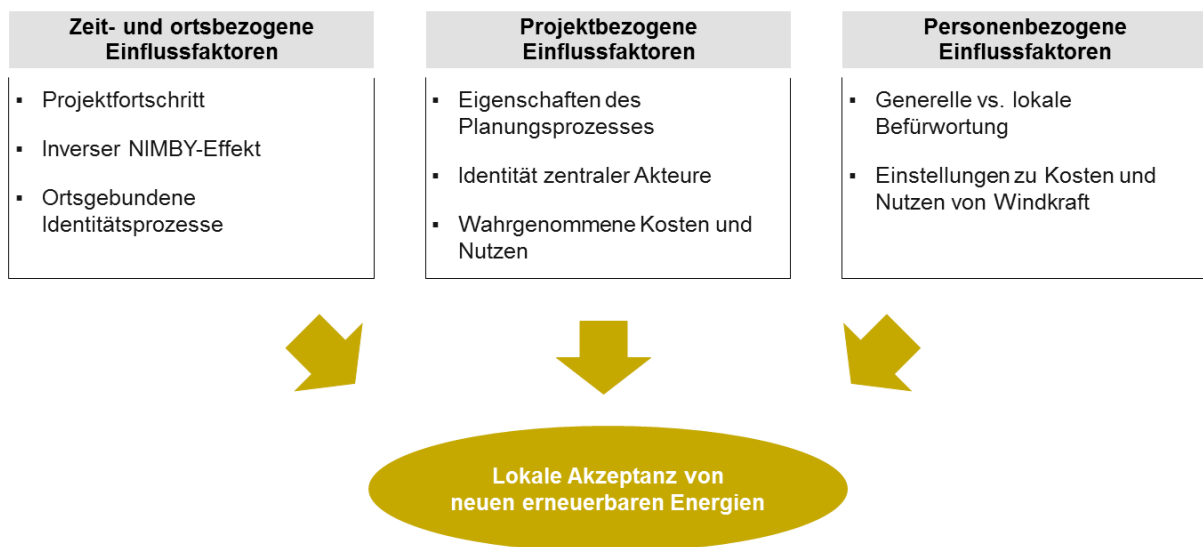 Zeit- und ortsbezogene
Einflussfaktoren
▪ Projektfortschritt
▪ Inverser NIMBY-Effekt
▪ Ortsgebundene
Identitätsprozesse
Projektbezogene
Einflussfaktoren
▪ Eigenschaften des
Planungsprozesses
▪ Identität zentraler Akteure
▪ Wahrgenommene Kosten und
Nutzen
Personenbezogene
Einflussfaktoren
▪ Generelle vs. lokale
Befürwortung
▪ Einstellungen zu Kosten und
Nutzen von Windkraft
Lokale Akzeptanz von
neuen erneuerbaren Energien